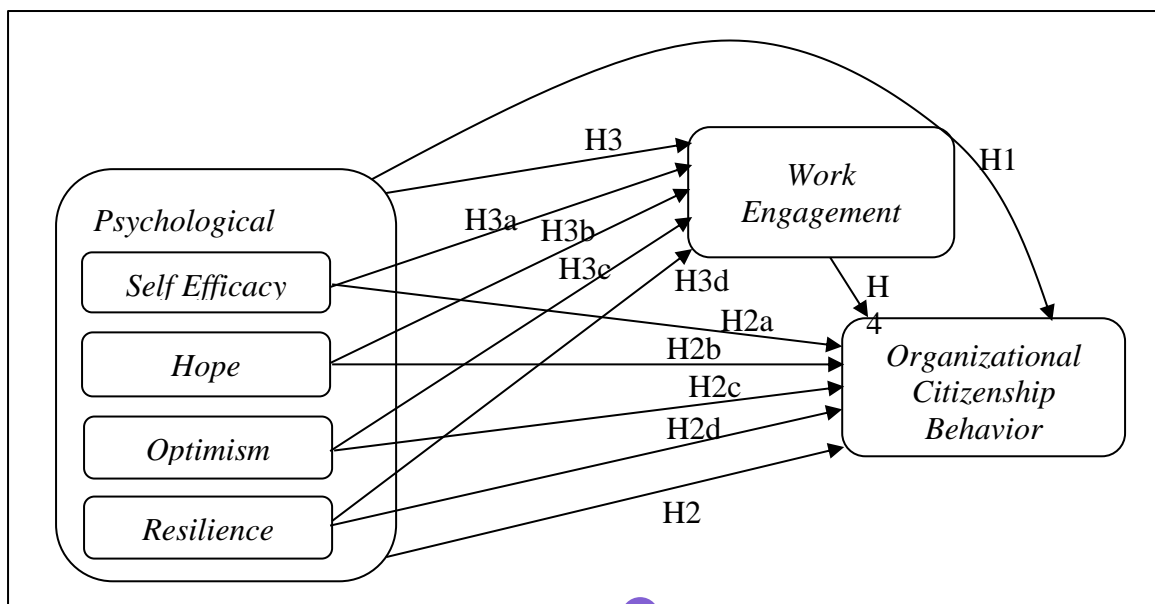 Psychological
Self Efficacy
Hope
Optimism
Resilience
H3
H3a
H3b
H3c
H3d
Work
Engagement
H1
H
4
H2a
H2b
H2c
H2d
H2
Organizational
Citizenship
Behavior